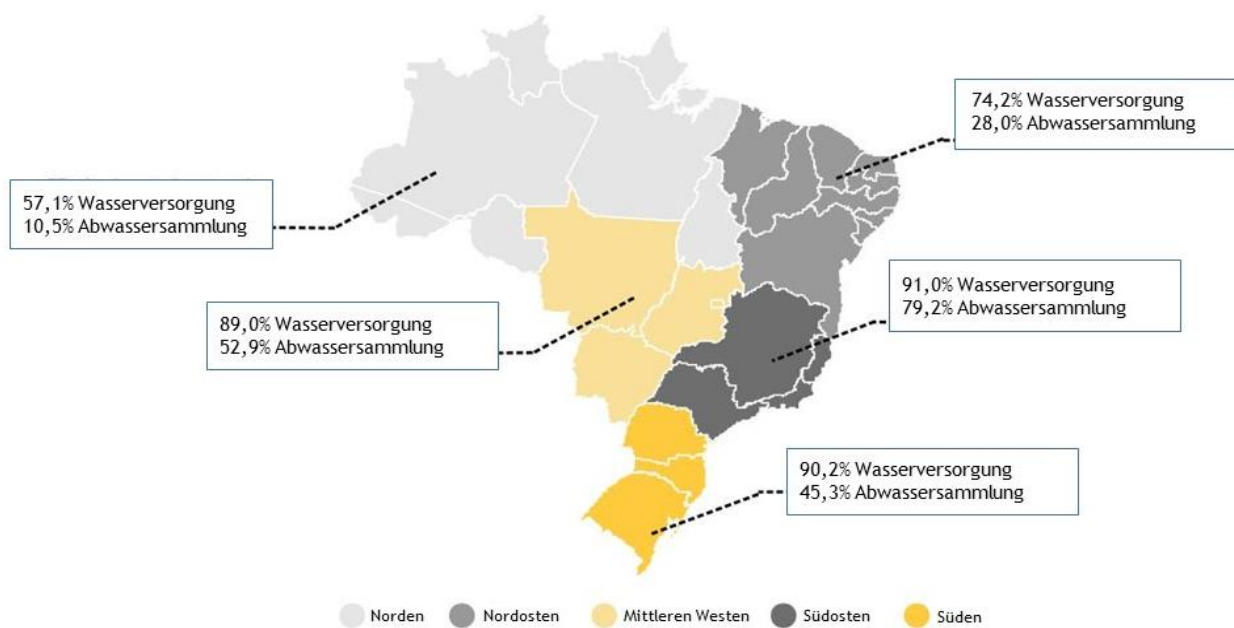 74,2% Wasserversorgung
28,0% Abwassersammlung
57,1% Wasserversorgung
10,5% Abwassersammlung
91,0% Wasserversorgung
79,2% Abwassersammlung
89,0% Wasserversorgung
52,9% Abwassersammlung
90,2% Wasserversorgung
45,3% Abwassersammlung
Norden Nordosten Mittleren Westen Südosten Süden